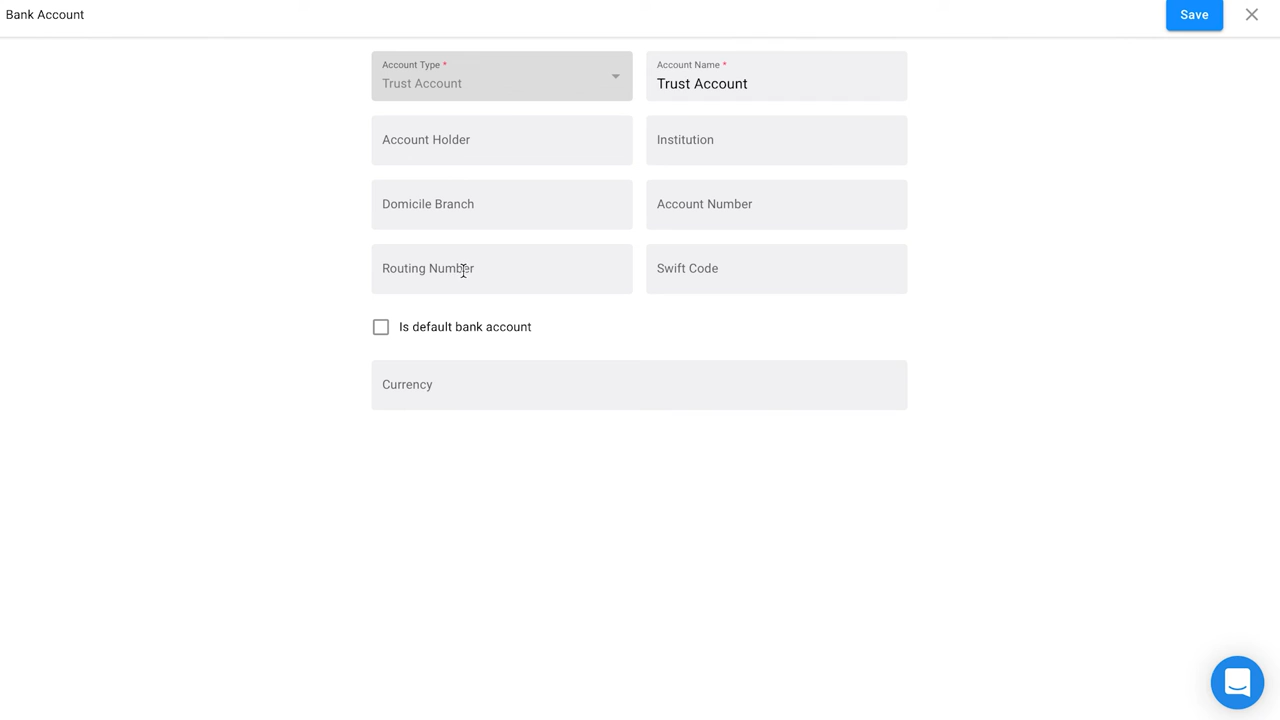 Bank Account
Save
Account Type *
Trust Account
Account Name *
Trust Account
Account Holder
Institution
Domicile Branch
Account Number
Routing Number
Swift Code
Is default bank account
Currency